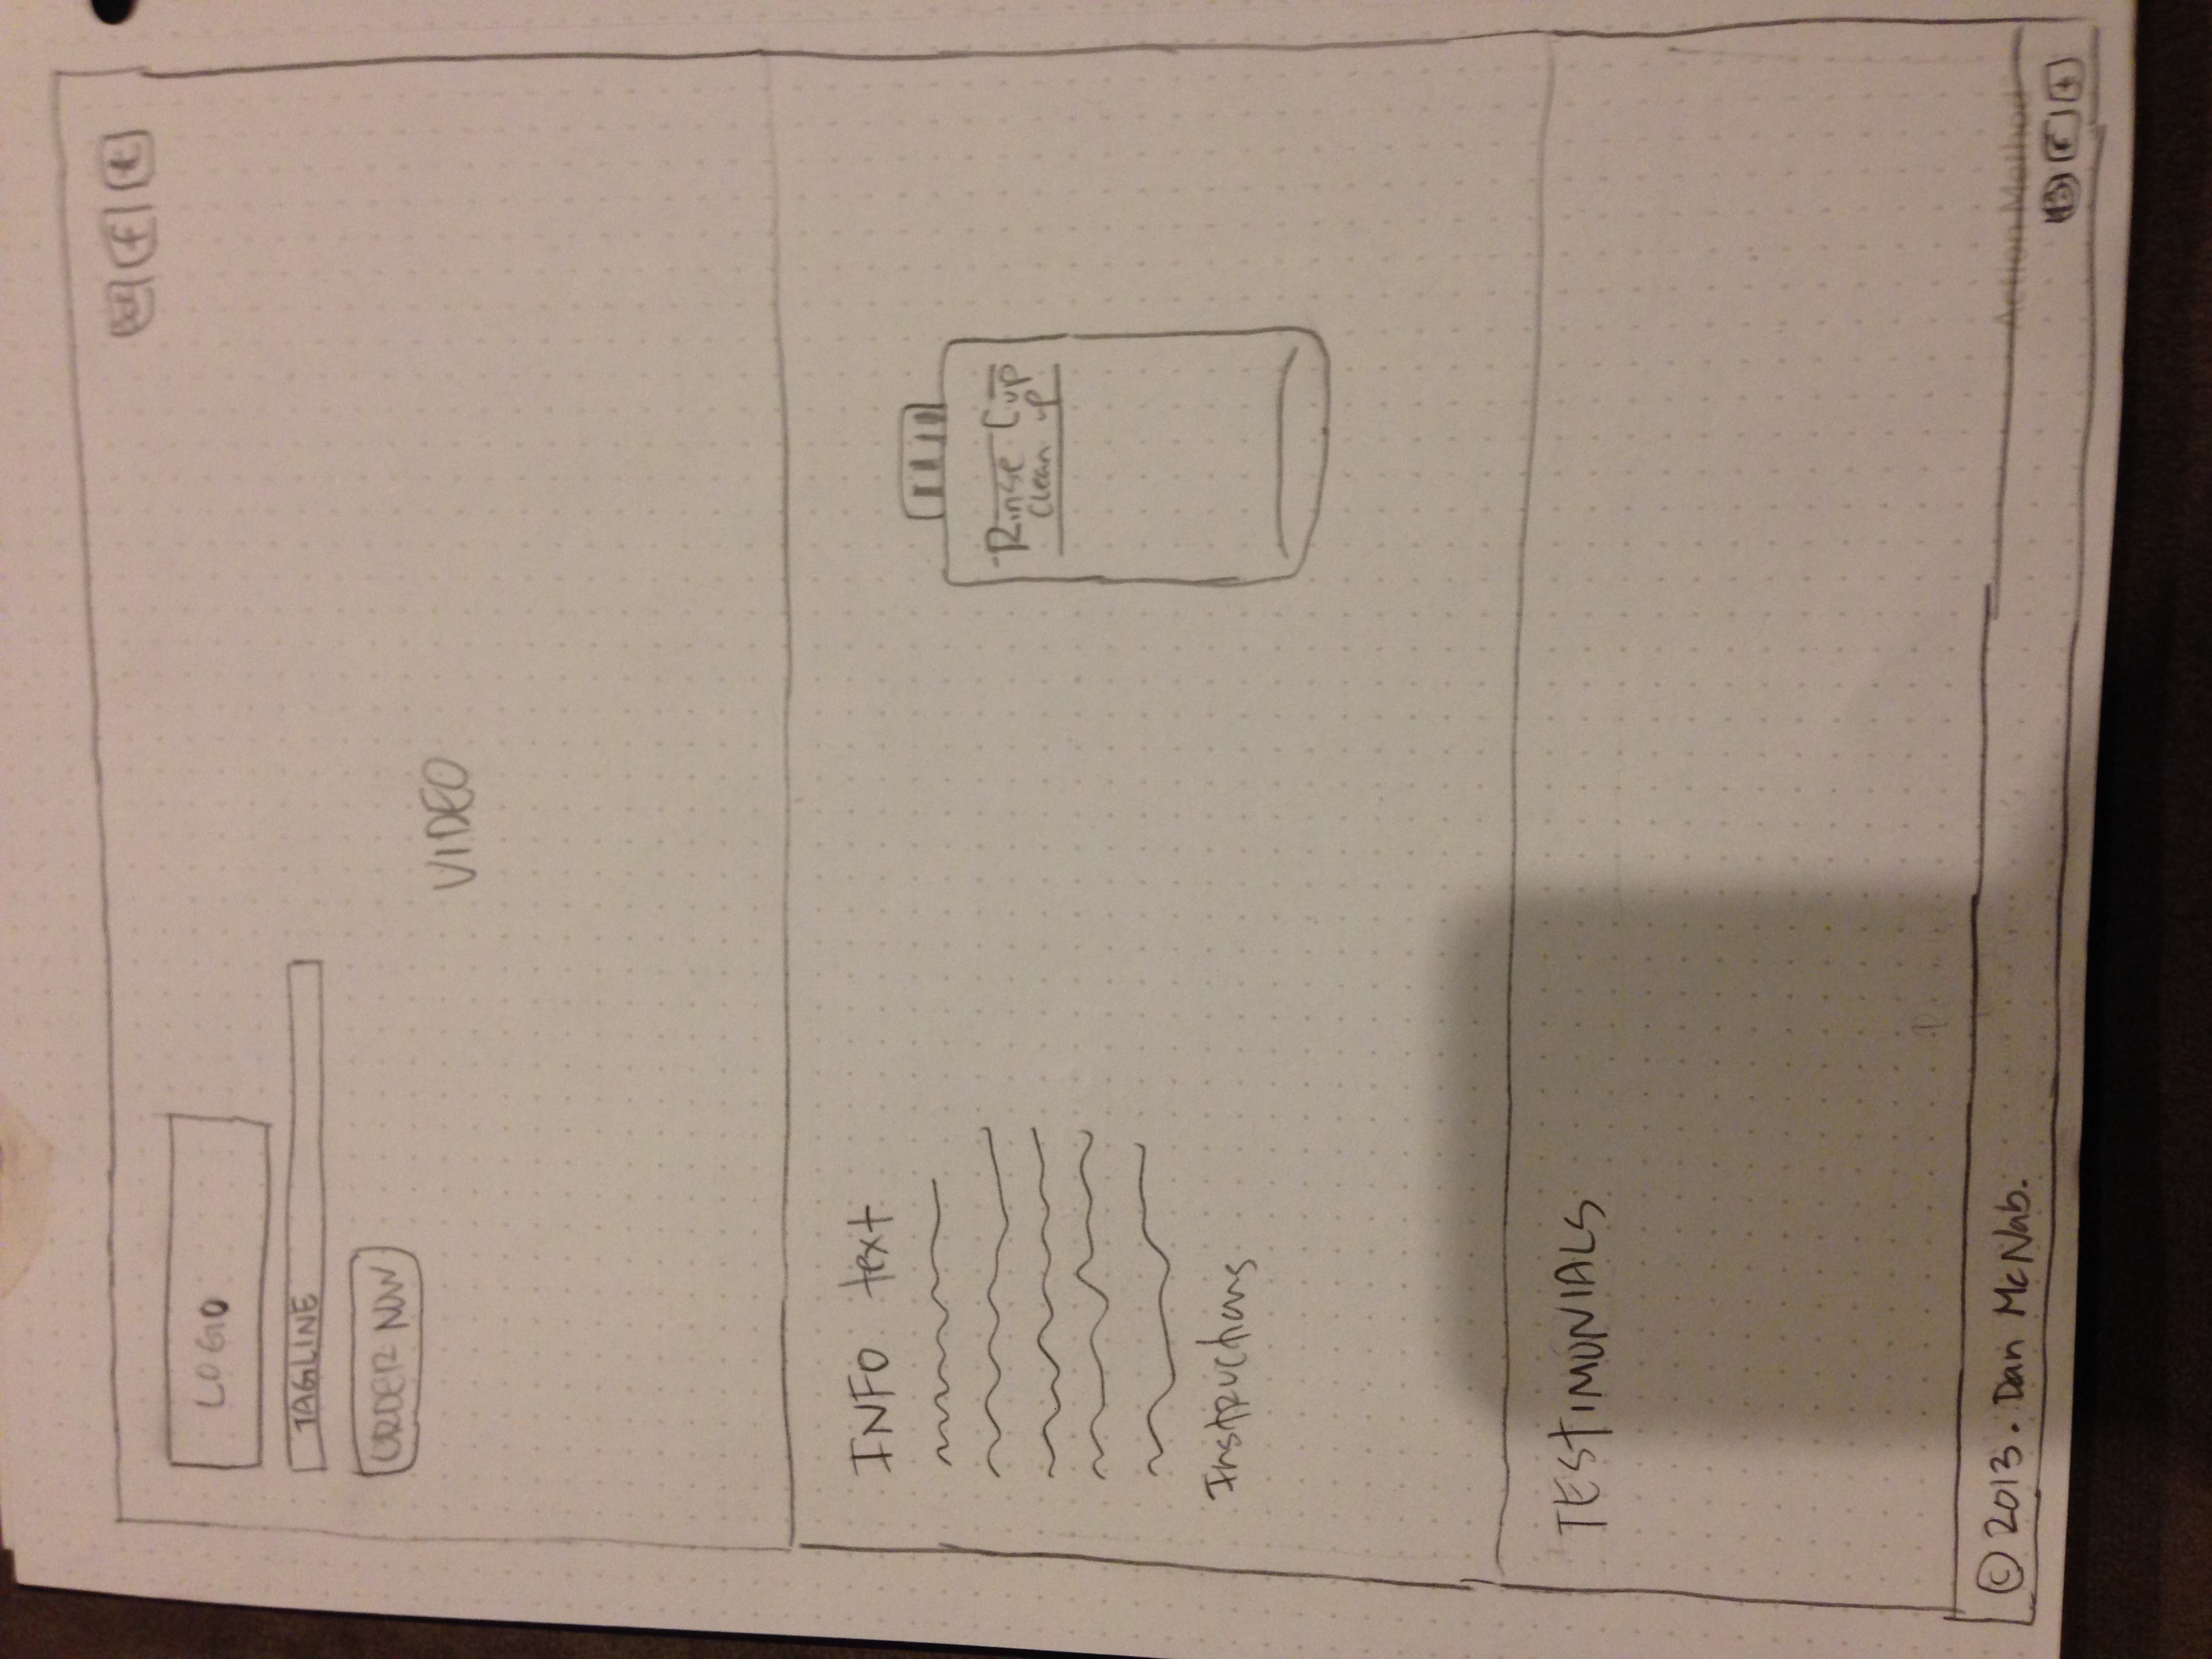 f t
LOGO
TAGLINE
ORDER NOW
VIDEO
INFO text
Rinse Cup
Clean up
Instructions
TESTIMONIALS
© 2013. Dan McNab.
Action Method
f t